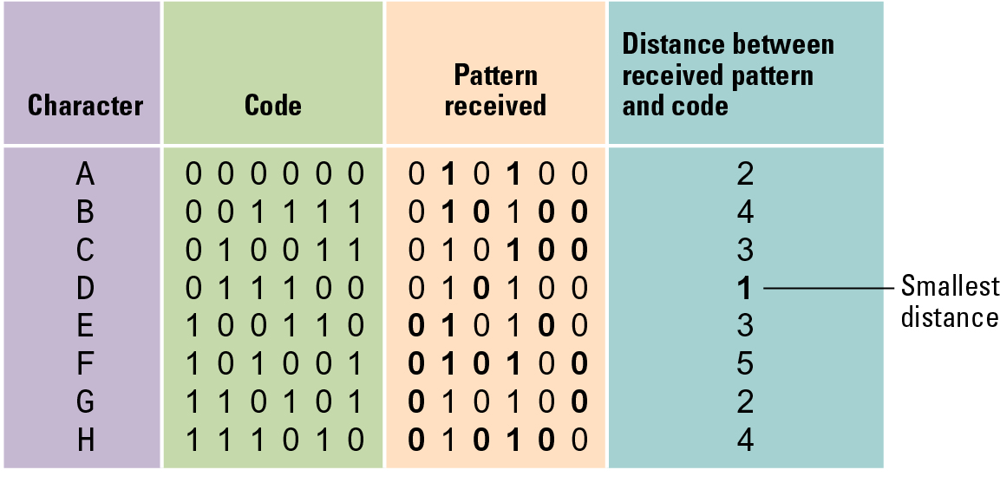 Character
Code
Pattern
received
Distance between
received pattern
and code
A 0 0 0 0 0 0 0 1 0 1 0 0 2
B 0 0 1 1 1 1 0 1 0 1 0 0 4
C 0 1 0 0 1 1 0 1 0 1 0 0 3
D 0 1 1 1 0 0 0 1 0 1 0 0 1
E 1 0 0 1 1 0 0 1 0 1 0 0 3
F 1 0 1 0 0 1 0 1 0 1 0 0 5
G 1 1 0 1 0 1 0 1 0 1 0 0 2
H 1 1 1 0 1 0 0 1 0 1 0 0 4
Smallest
distance